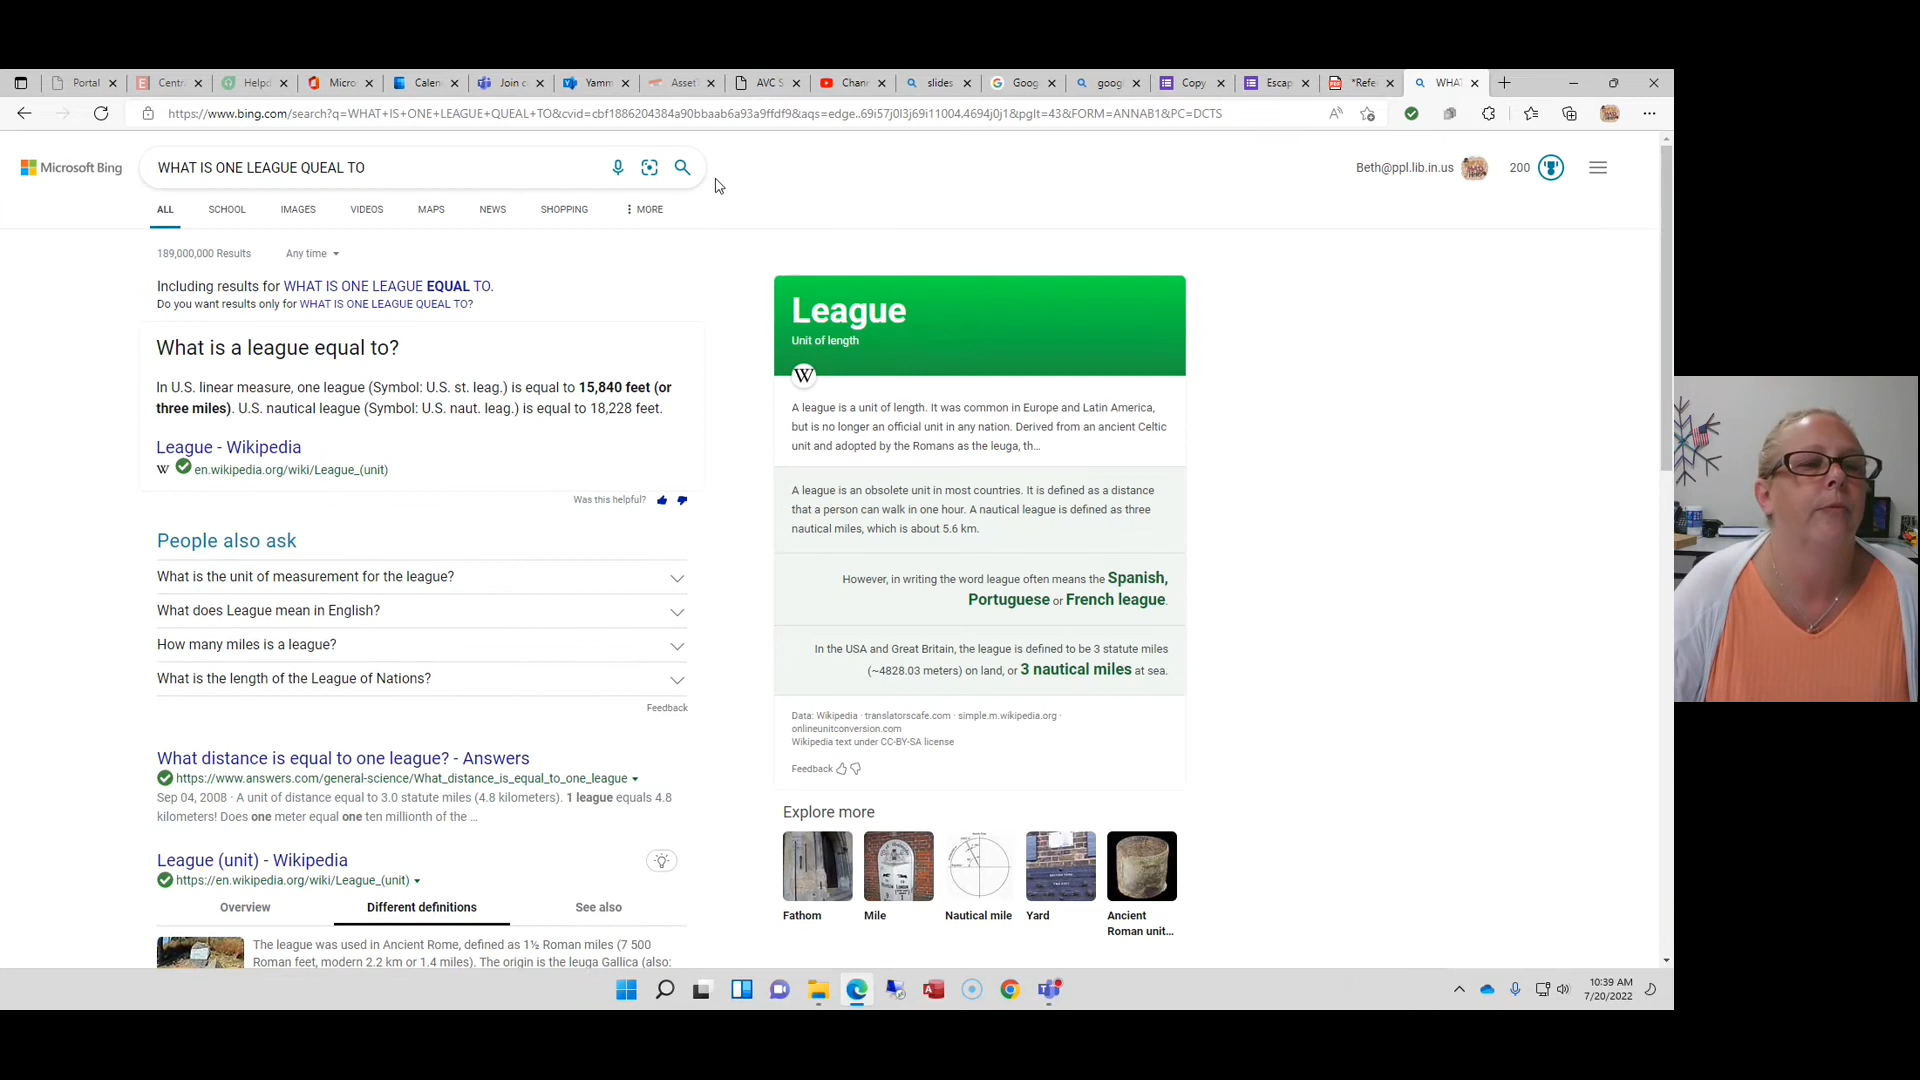 Portal
Centr
Helpd
Micro
Calen
Join c
Yamm
Asset
AVC S
Chann
slides
Goog
googl
Copy
Escap
*Refe
WHAT
https://www.bing.com/search?q=WHAT+IS+ONE+LEAGUE+QUEAL+TO&cvid=cbf1886204384a90bbaab6a93a9ffdf9&aqs=edge..69i57j0l3j69i11004.4694j0j1&pglt=43&FORM=ANNAB1&PC=DCTS
Microsoft Bing
WHAT IS ONE LEAGUE QUEAL TO
Beth@ppl.lib.in.us
200
ALL SCHOOL IMAGES VIDEOS MAPS NEWS SHOPPING MORE
189,000,000 Results Any time
Including results for WHAT IS ONE LEAGUE EQUAL TO.
Do you want results only for WHAT IS ONE LEAGUE QUEAL TO?
What is a league equal to?
In U.S. linear measure, one league (Symbol: U.S. st. leag.) is equal to 15,840 feet (or
three miles). U.S. nautical league (Symbol: U.S. naut. leag.) is equal to 18,228 feet.
League - Wikipedia
W en.wikipedia.org/wiki/League_(unit)
Was this helpful?
People also ask
What is the unit of measurement for the league?
What does League mean in English?
How many miles is a league?
What is the length of the League of Nations?
Feedback
What distance is equal to one league? - Answers
https://www.answers.com/general-science/What_distance_is_equal_to_one_league
Sep 04, 2008 · A unit of distance equal to 3.0 statute miles (4.8 kilometers). 1 league equals 4.8
kilometers! Does one meter equal one ten millionth of the …
League (unit) - Wikipedia
https://en.wikipedia.org/wiki/League_(unit)
Overview Different definitions See also
The league was used in Ancient Rome, defined as 1½ Roman miles (7 500
Roman feet, modern 2.2 km or 1.4 miles). The origin is the leuga Gallica (also:
League
Unit of length
W
A league is a unit of length. It was common in Europe and Latin America,
but is no longer an official unit in any nation. Derived from an ancient Celtic
unit and adopted by the Romans as the leuga, th…
A league is an obsolete unit in most countries. It is defined as a distance
that a person can walk in one hour. A nautical league is defined as three
nautical miles, which is about 5.6 km.
However, in writing the word league often means the Spanish,
Portuguese or French league.
In the USA and Great Britain, the league is defined to be 3 statute miles
(~4828.03 meters) on land, or 3 nautical miles at sea.
Data: Wikipedia · translatorscafe.com · simple.m.wikipedia.org ·
onlineunitconversion.com
Wikipedia text under CC-BY-SA license
Feedback
Explore more
Fathom
Mile
Nautical mile
Yard
Ancient
Roman unit...
10:39 AM
7/20/2022